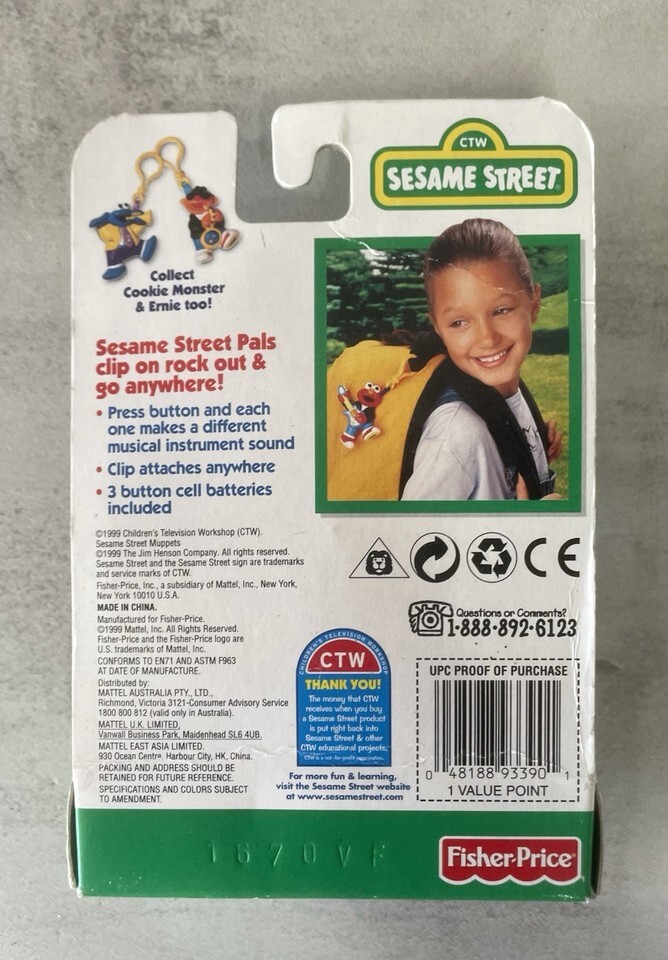 CTW
SESAME STREET®
Collect
Cookie Monster
& Ernie too!
Sesame Street Pals
clip on rock out &
go anywhere!
• Press button and each
one makes a different
musical instrument sound
• Clip attaches anywhere
• 3 button cell batteries
included
©1999 Children's Television Workshop (CTW).
Sesame Street Muppets
©1999 The Jim Henson Company. All rights reserved.
Sesame Street and the Sesame Street sign are trademarks
and service marks of CTW.
Fisher-Price, Inc., a subsidiary of Mattel, Inc., New York,
New York 10010 U.S.A.
MADE IN CHINA.
Manufactured for Fisher-Price.
©1999 Mattel, Inc. All Rights Reserved.
Fisher-Price and the Fisher-Price logo are
U.S. trademarks of Mattel, Inc.
CONFORMS TO EN71 AND ASTM F963
AT DATE OF MANUFACTURE.
Distributed by:
MATTEL AUSTRALIA PTY., LTD.,
Richmond, Victoria 3121-Consumer Advisory Service
1800 800 812 (valid only in Australia).
MATTEL U.K. LIMITED,
Vanwall Business Park, Maidenhead SL6 4UB.
MATTEL EAST ASIA LIMITED.
930 Ocean Centre, Harbour City, HK, China.
PACKING AND ADDRESS SHOULD BE
RETAINED FOR FUTURE REFERENCE.
SPECIFICATIONS AND COLORS SUBJECT
TO AMENDMENT.
CE
Questions or Comments?
1-888-892-6123
CHILDREN'S TELEVISION WORKSHOP
CTW
THANK YOU!
The money that CTW
receives when you buy
a Sesame Street product
is put right back into
Sesame Street & other
CTW educational projects.
CTW is a not-for-profit organization.
For more fun & learning,
visit the Sesame Street website
at www.sesamestreet.com
UPC PROOF OF PURCHASE
0 48188 93390 1
1 VALUE POINT
1670VF
Fisher-Price®